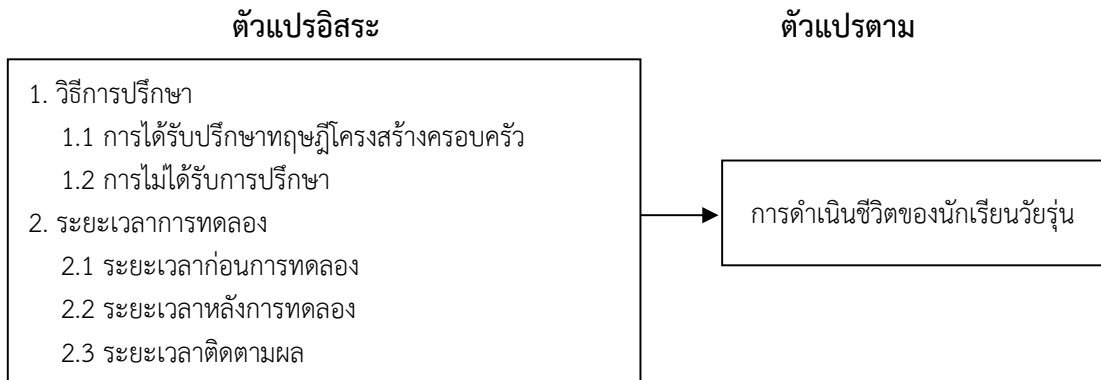 ตัวแปรอิสระ
ตัวแปรตาม
1. วิธีการปรึกษา
1.1 การได้รับปรึกษาทฤษฎีโครงสร้างครอบครัว
1.2 การไม่ได้รับการปรึกษา
2. ระยะเวลาการทดลอง
2.1 ระยะเวลาก่อนการทดลอง
2.2 ระยะเวลาหลังการทดลอง
2.3 ระยะเวลาติดตามผล
การดำเนินชีวิตของนักเรียนวัยรุ่น